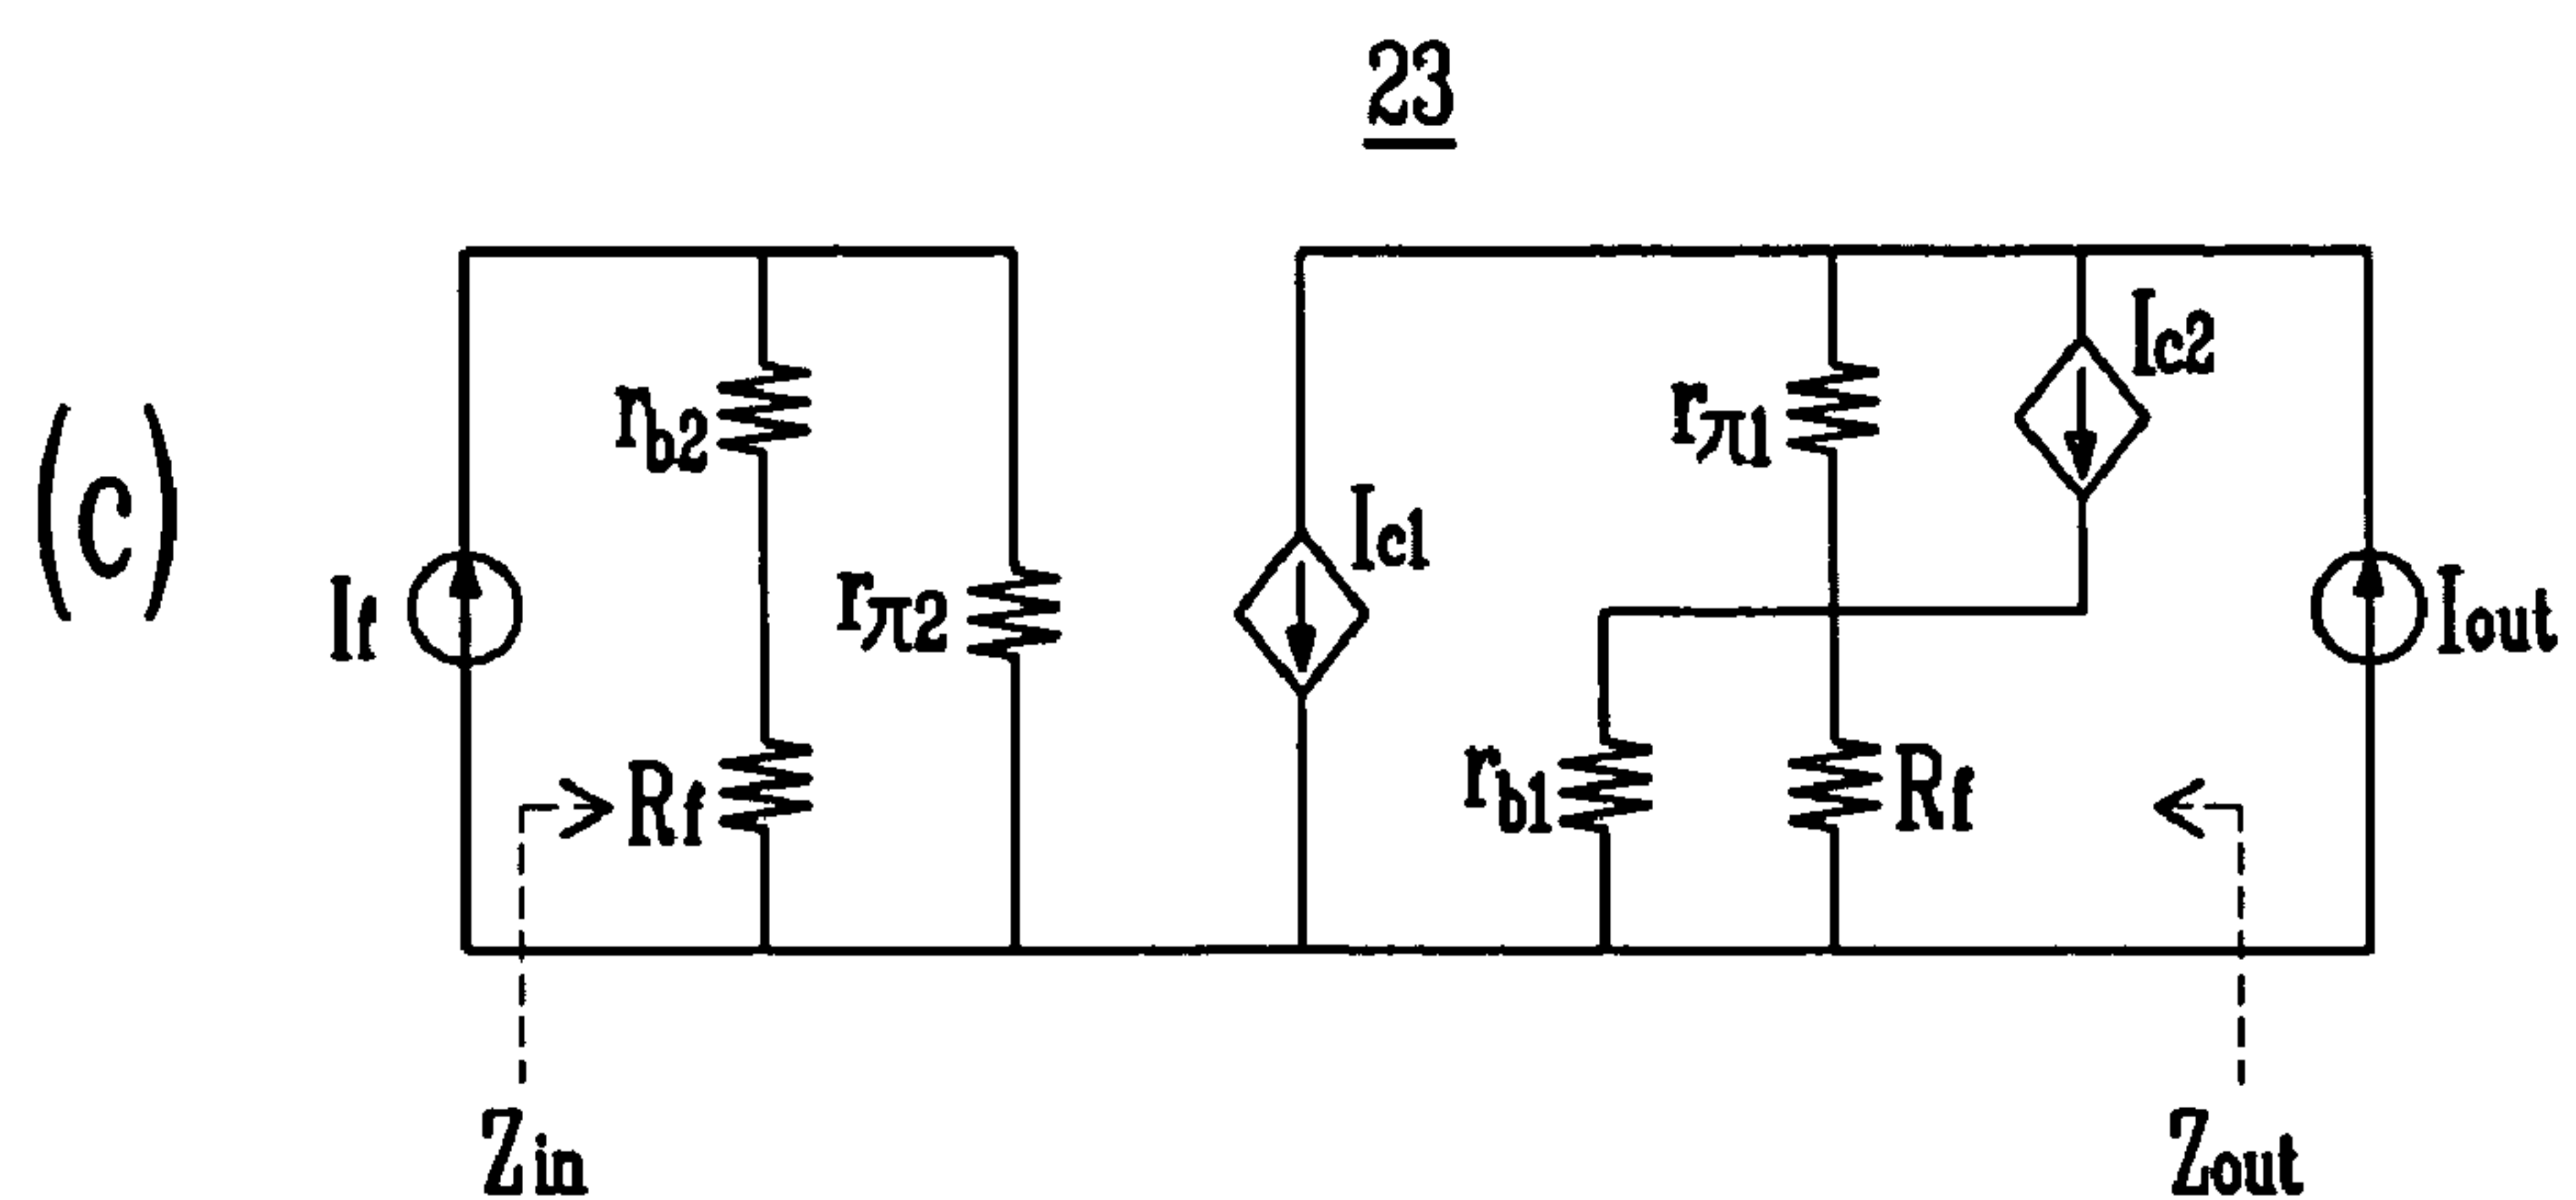 23
(c)
If
rb2
Rf
rπ2
Ic1
rπ1
Ic2
rb1
Rf
Iout
Zin
Zout